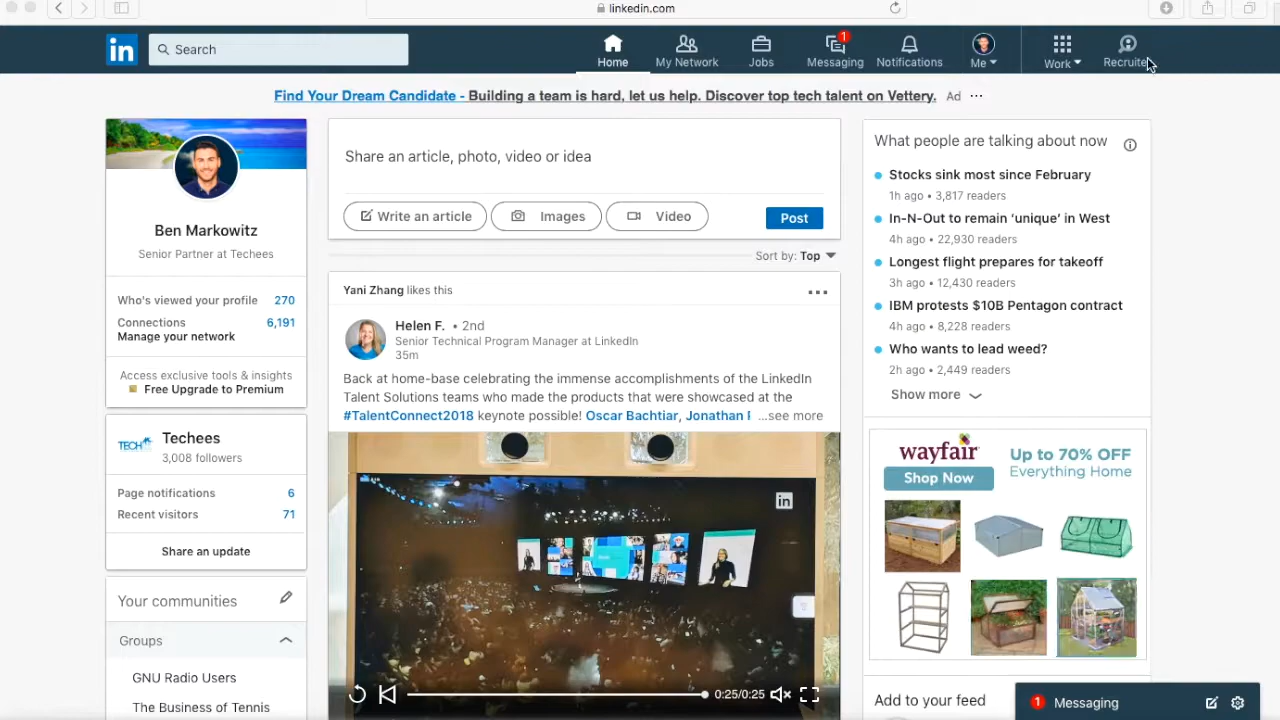 linkedin.com
in
Search
Home
My Network
Jobs
1
Messaging
Notifications
Me
Work
Recruite
Find Your Dream Candidate - Building a team is hard, let us help. Discover top tech talent on Vettery. Ad ...
Ben Markowitz
Senior Partner at Techees
Who's viewed your profile 270
Connections 6,191
Manage your network
Access exclusive tools & insights
Free Upgrade to Premium
TECH
Techees
3,008 followers
Page notifications 6
Recent visitors 71
Share an update
Your communities
Groups
GNU Radio Users
The Business of Tennis
Share an article, photo, video or idea
Write an article
Images
Video
Post
Sort by: Top
Yani Zhang likes this
Helen F. • 2nd
Senior Technical Program Manager at LinkedIn
35m
Back at home-base celebrating the immense accomplishments of the LinkedIn
Talent Solutions teams who made the products that were showcased at the
#TalentConnect2018 keynote possible! Oscar Bachtiar, Jonathan ...see more
in
0:25/0:25
What people are talking about now
Stocks sink most since February
1h ago • 3,817 readers
In-N-Out to remain 'unique' in West
4h ago • 22,930 readers
Longest flight prepares for takeoff
3h ago • 12,430 readers
IBM protests $10B Pentagon contract
4h ago • 8,228 readers
Who wants to lead weed?
2h ago • 2,449 readers
Show more
wayfair
Shop Now
Up to 70% OFF
Everything Home
Add to your feed
1 Messaging